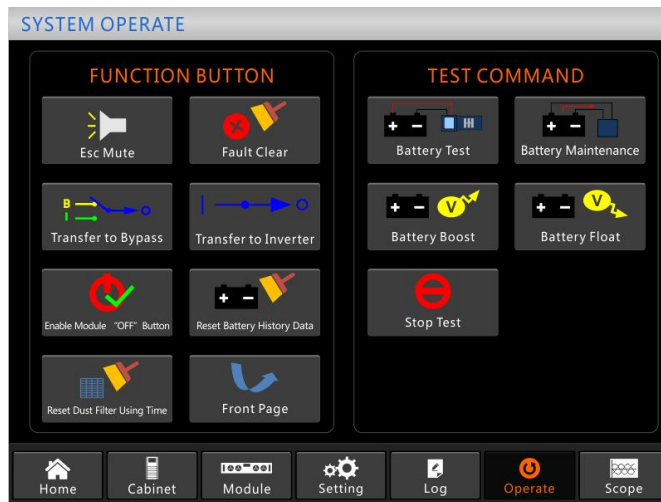 SYSTEM OPERATE
FUNCTION BUTTON
Esc Mute
Fault Clear
B
I
Transfer to Bypass
Transfer to Inverter
Enable Module “OFF” Button
Reset Battery History Data
Reset Dust Filter Using Time
Front Page
TEST COMMAND
Battery Test
Battery Maintenance
V
Battery Boost
V
Battery Float
Stop Test
Home
Cabinet
Module
Setting
Log
Operate
Scope